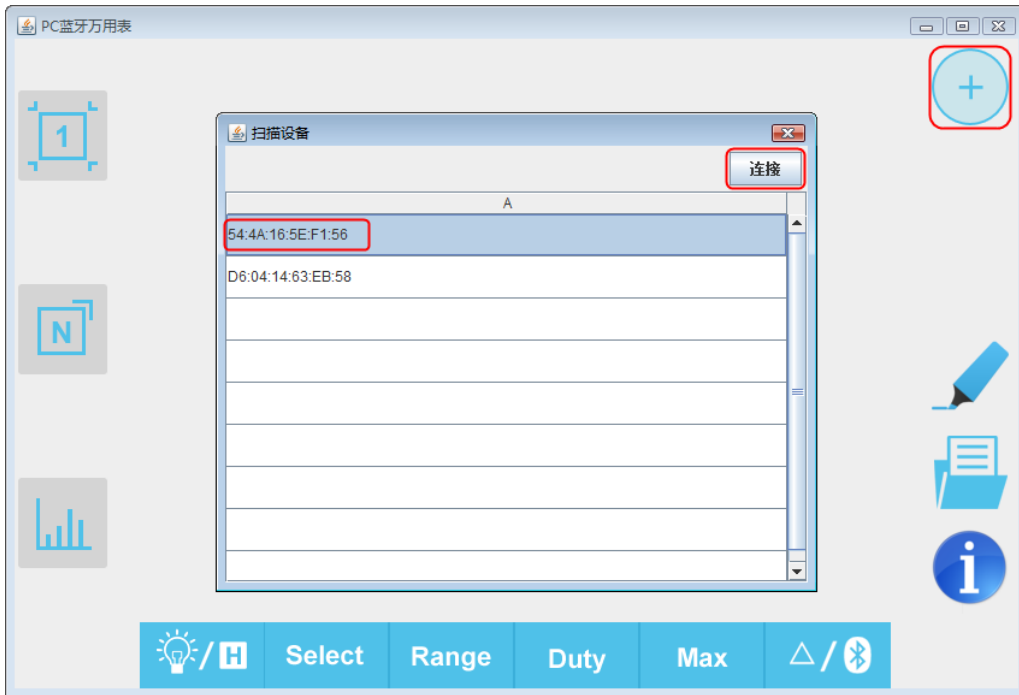 PC蓝牙万用表
+
1
扫描设备
连接
A
54:4A:16:5E:F1:56
D6:04:14:63:EB:58
N
i
/H
Select
Range
Duty
Max
△/